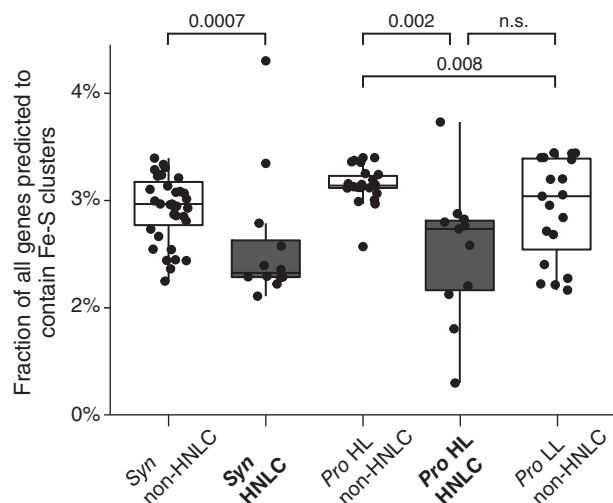 0.0007
0.002
n.s.
0.008
Fraction of all genes predicted to
contain Fe-S clusters
4%
3%
2%
0%
Syn
non-HNLC
Syn
HNLC
Pro HL
non-HNLC
Pro HL
HNLC
Pro LL
non-HNLC